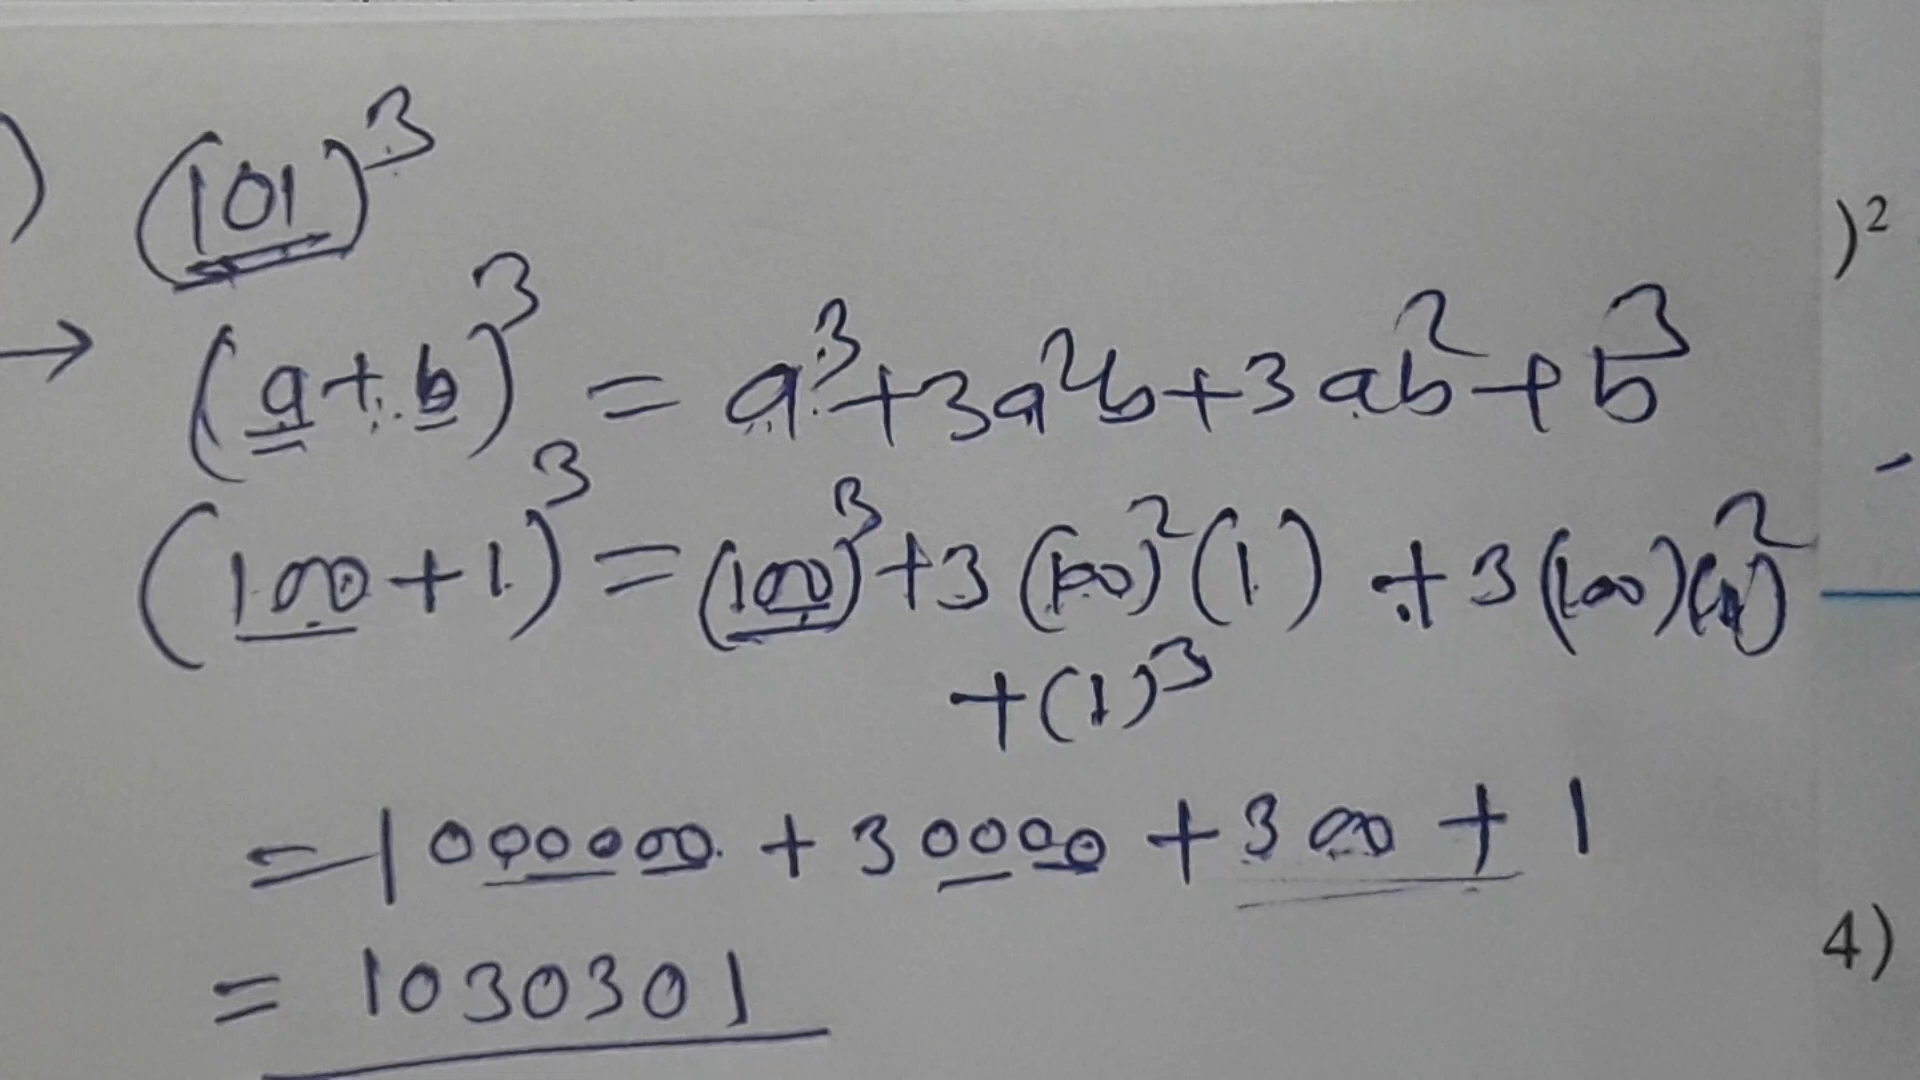 ) (101)³
)²
→ (a+b)³ = a³+3a²b+3ab²+b³
(100+1)³ = (100)³+3(100)²(1) +3(100)(1)²
+(1)³
=1000000 + 30000 +300 + 1
= 1030301
4)